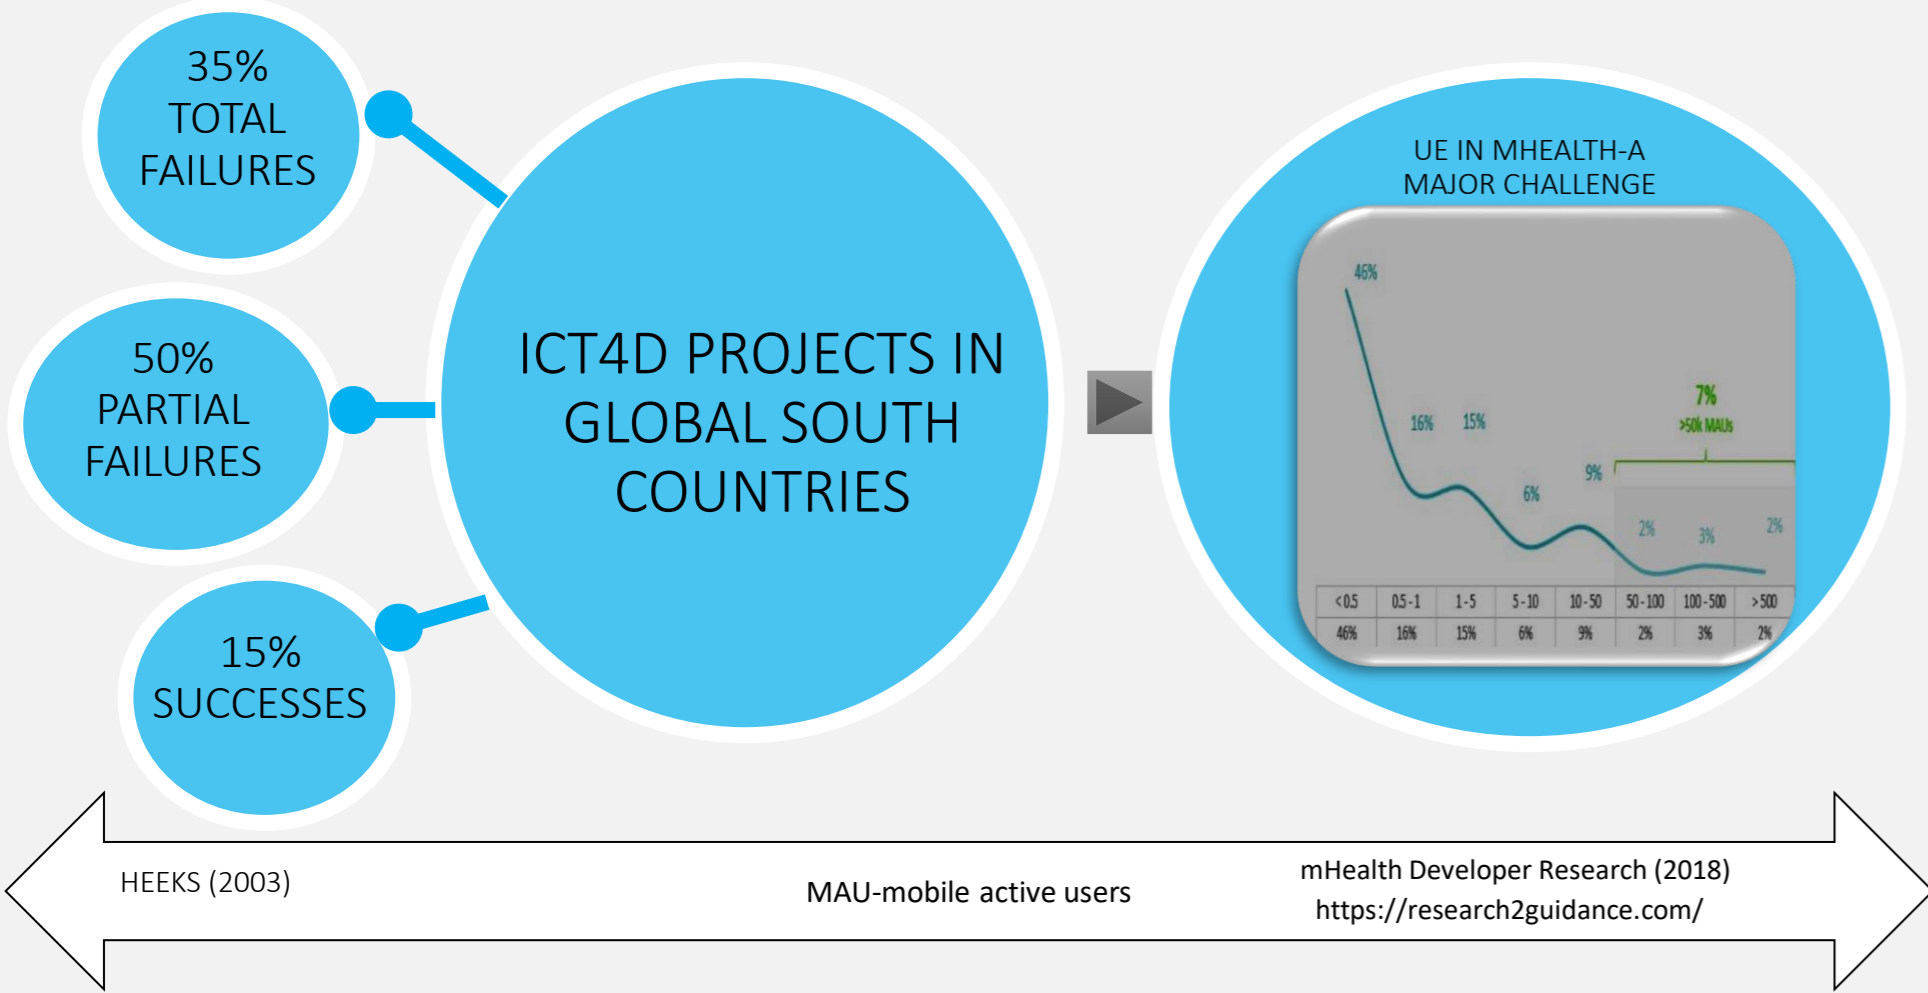 35%
TOTAL
FAILURES
50%
PARTIAL
FAILURES
15%
SUCCESSES
ICT4D PROJECTS IN
GLOBAL SOUTH
COUNTRIES
UE IN MHEALTH-A
MAJOR CHALLENGE
46%
16%
15%
6%
9%
7%
>50k MAUs
2%
3%
2%
<0.5 0.5-1 1-5 5-10 10-50 50-100 100-500 >500
46% 16% 15% 6% 9% 2% 3% 2%
HEEKS (2003)
MAU-mobile active users
mHealth Developer Research (2018)
https://research2guidance.com/